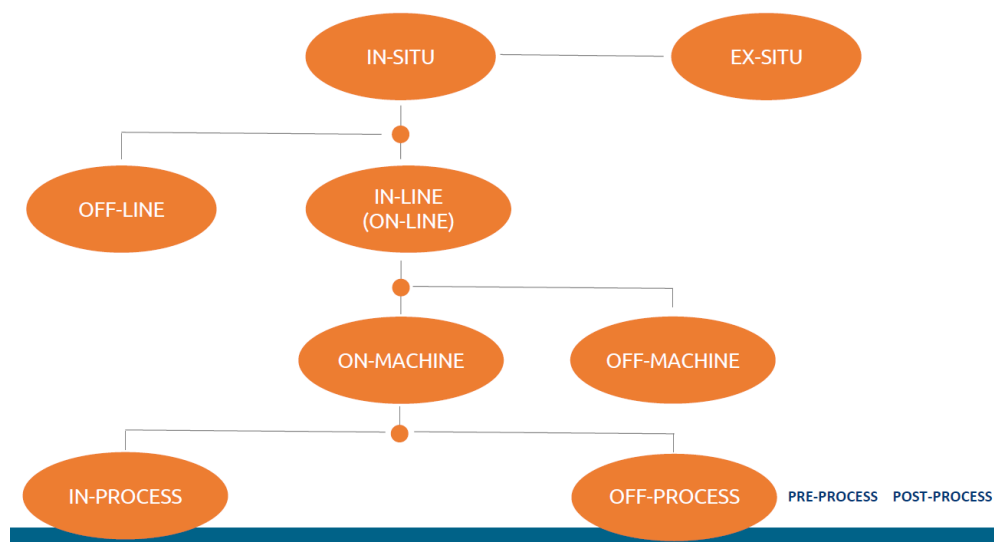 IN-SITU
EX-SITU
OFF-LINE
IN-LINE
(ON-LINE)
ON-MACHINE
OFF-MACHINE
IN-PROCESS
OFF-PROCESS
PRE-PROCESS POST-PROCESS